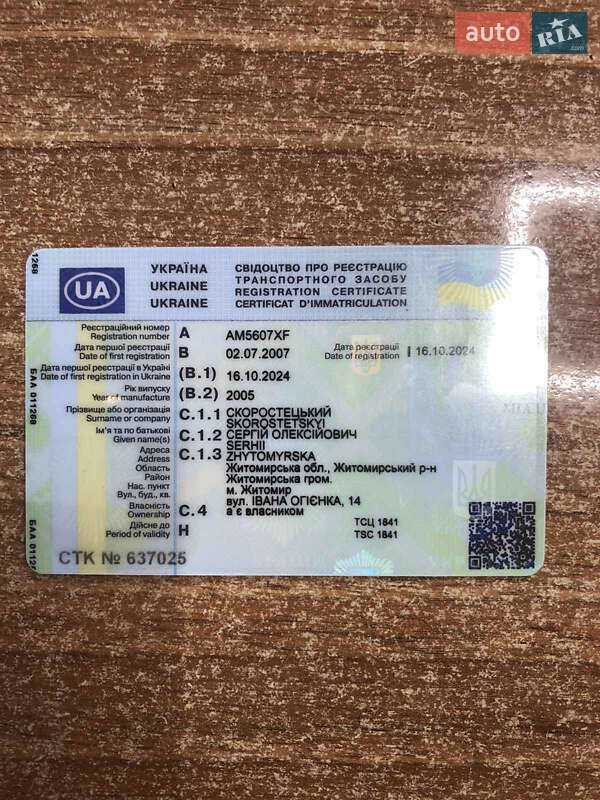 auto RIA .com
1268
UA
УКРАЇНА
UKRAINE
UKRAINE
СВІДОЦТВО ПРО РЕЄСТРАЦІЮ
ТРАНСПОРТНОГО ЗАСОБУ
REGISTRATION CERTIFICATE
CERTIFICAT D'IMMATRICULATION
Реєстраційний номер
Registration number
A AM5607XF
Дата першої реєстрації
Date of first registration
B 02.07.2007
Дата реєстрації
Date of registration
I 16.10.2024
Дата першої реєстрації в Україні
Date of first registration in Ukraine
(B.1) 16.10.2024
Рік випуску
Year of manufacture
(B.2) 2005
Прізвище або організація
Surname or company
C.1.1 СКОРОСТЕЦЬКИЙ
SKOROSTETSKYI
Ім'я та по батькові
Given name(s)
C.1.2 СЕРГІЙ ОЛЕКСІЙОВИЧ
SERHII
Адреса
Address
C.1.3 ZHYTOMYRSKA
Область
Житомирська обл., Житомирський р-н
Район
Житомирська гром.
Нас. пункт
м. Житомир
Вул., буд., кв.
вул. ІВАНА ОГІЄНКА, 14
Власність
Ownership
C.4 а є власником
Дійсне до
Period of validity
H
ТСЦ 1841
TSC 1841
СТК № 637025
БАА 011268
БАА 0112